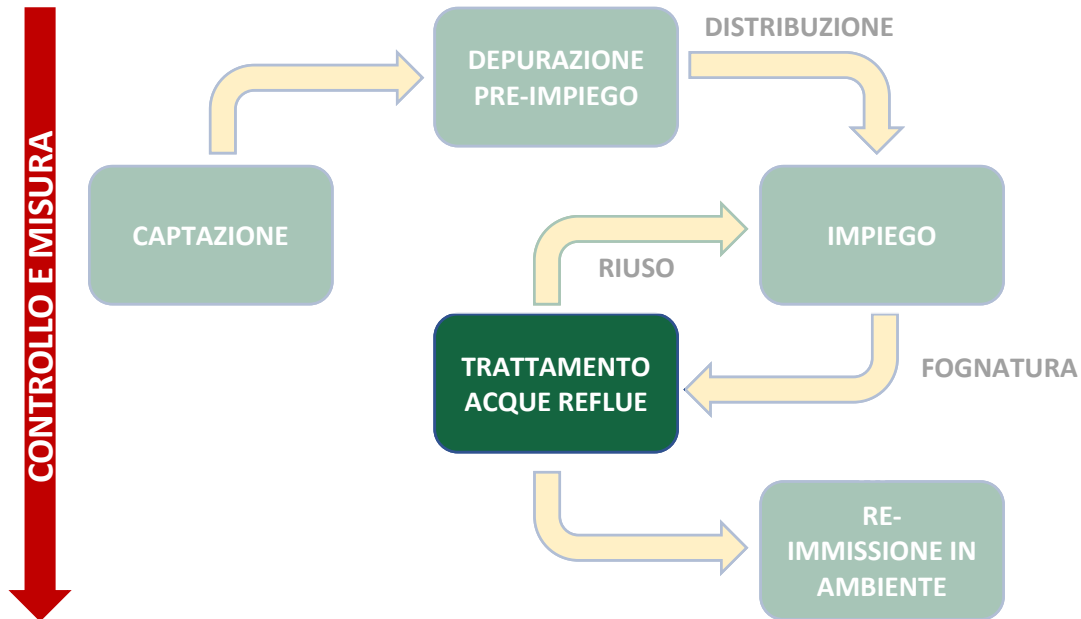 DISTRIBUZIONE
DEPURAZIONE
PRE-IMPIEGO
CONTROLLO E MISURA
CAPTAZIONE
IMPIEGO
RIUSO
TRATTAMENTO
ACQUE REFLUE
FOGNATURA
RE-
IMMISSIONE IN
AMBIENTE